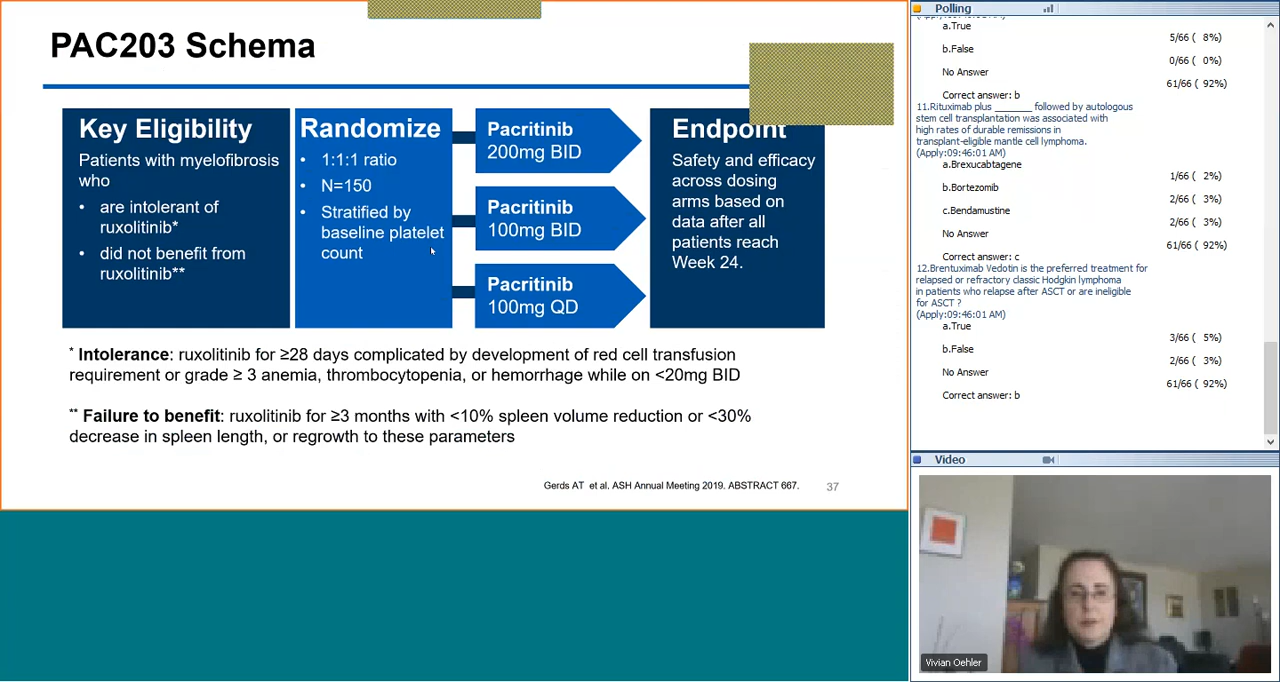 PAC203 Schema
Key Eligibility
Patients with myelofibrosis
who
• are intolerant of
ruxolitinib*
• did not benefit from
ruxolitinib**
Randomize
• 1:1:1 ratio
• N=150
• Stratified by
baseline platelet
count
Pacritinib
200mg BID
Pacritinib
100mg BID
Pacritinib
100mg QD
Endpoint
Safety and efficacy
across dosing
arms based on
data after all
patients reach
Week 24.
* Intolerance: ruxolitinib for ≥28 days complicated by development of red cell transfusion
requirement or grade ≥ 3 anemia, thrombocytopenia, or hemorrhage while on <20mg BID
** Failure to benefit: ruxolitinib for ≥3 months with <10% spleen volume reduction or <30%
decrease in spleen length, or regrowth to these parameters
Gerds AT et al. ASH Annual Meeting 2019. ABSTRACT 667.
37
Polling
a.True
5/66 ( 8%)
b.False
0/66 ( 0%)
No Answer
61/66 ( 92%)
Correct answer: b
11.Rituximab plus _______ followed by autologous
stem cell transplantation was associated with
high rates of durable remissions in
transplant-eligible mantle cell lymphoma.
(Apply:09:46:01 AM)
a.Brexucabtagene
1/66 ( 2%)
b.Bortezomib
2/66 ( 3%)
c.Bendamustine
2/66 ( 3%)
No Answer
61/66 ( 92%)
Correct answer: c
12.Brentuximab Vedotin is the preferred treatment for
relapsed or refractory classic Hodgkin lymphoma
in patients who relapse after ASCT or are ineligible
for ASCT ?
(Apply:09:46:01 AM)
a.True
3/66 ( 5%)
b.False
2/66 ( 3%)
No Answer
61/66 ( 92%)
Correct answer: b
Video
Vivian Oehler